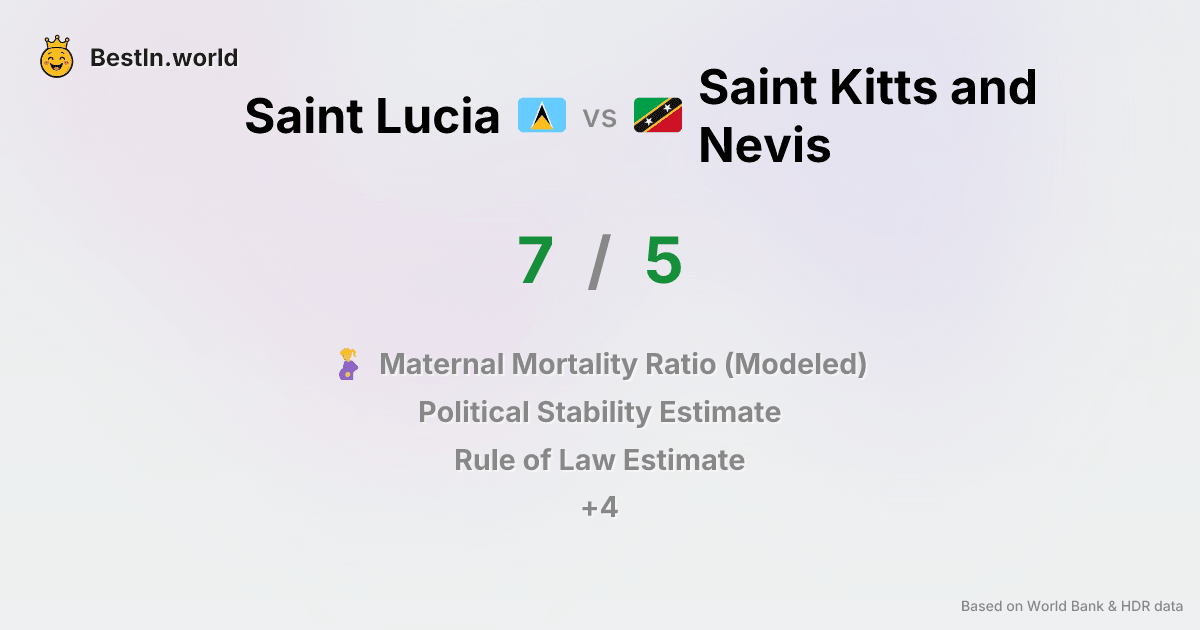 BestIn.world
Saint Lucia vs Saint Kitts and
Nevis
7 / 5
Maternal Mortality Ratio (Modeled)
Political Stability Estimate
Rule of Law Estimate
+4
Based on World Bank & HDR data